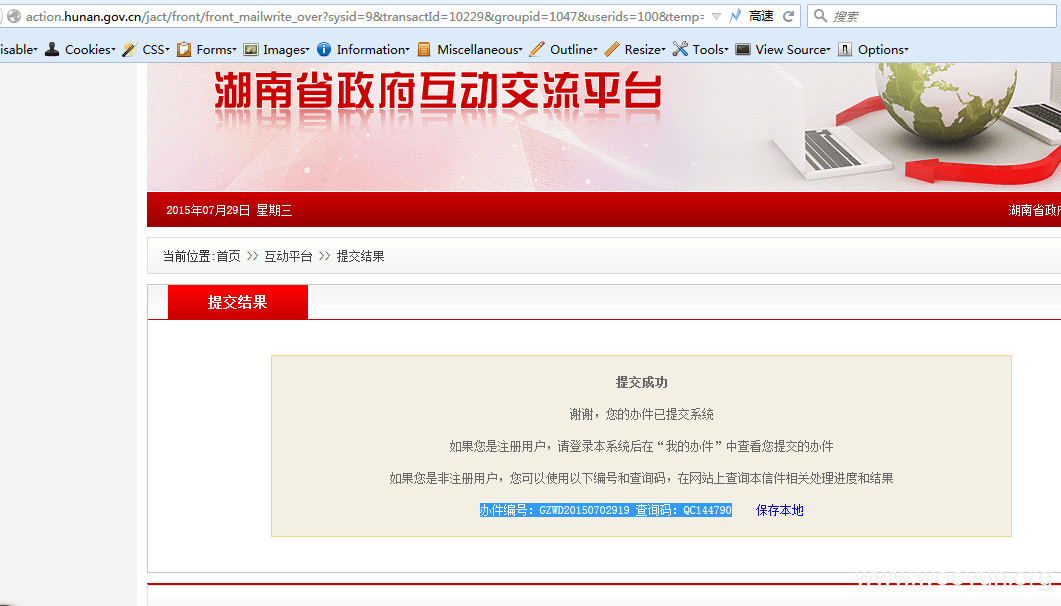 action.hunan.gov.cn/jact/front/front_mailwrite_over?sysid=9&transactId=10229&groupid=1047&userids=100&temp= 高速 搜索
isable Cookies CSS Forms Images Information Miscellaneous Outline Resize Tools View Source Options
湖南省政府互动交流平台
2015年07月29日 星期三 湖南省政府
当前位置:首页 >> 互动平台 >> 提交结果
提交结果
提交成功
谢谢，您的办件已提交系统
如果您是注册用户，请登录本系统后在“我的办件”中查看您提交的办件
如果您是非注册用户，您可以使用以下编号和查询码，在网站上查询本信件相关处理进度和结果
办件编号：GZWD20150702919 查询码：QC144790 保存本地
www.wooyun.org